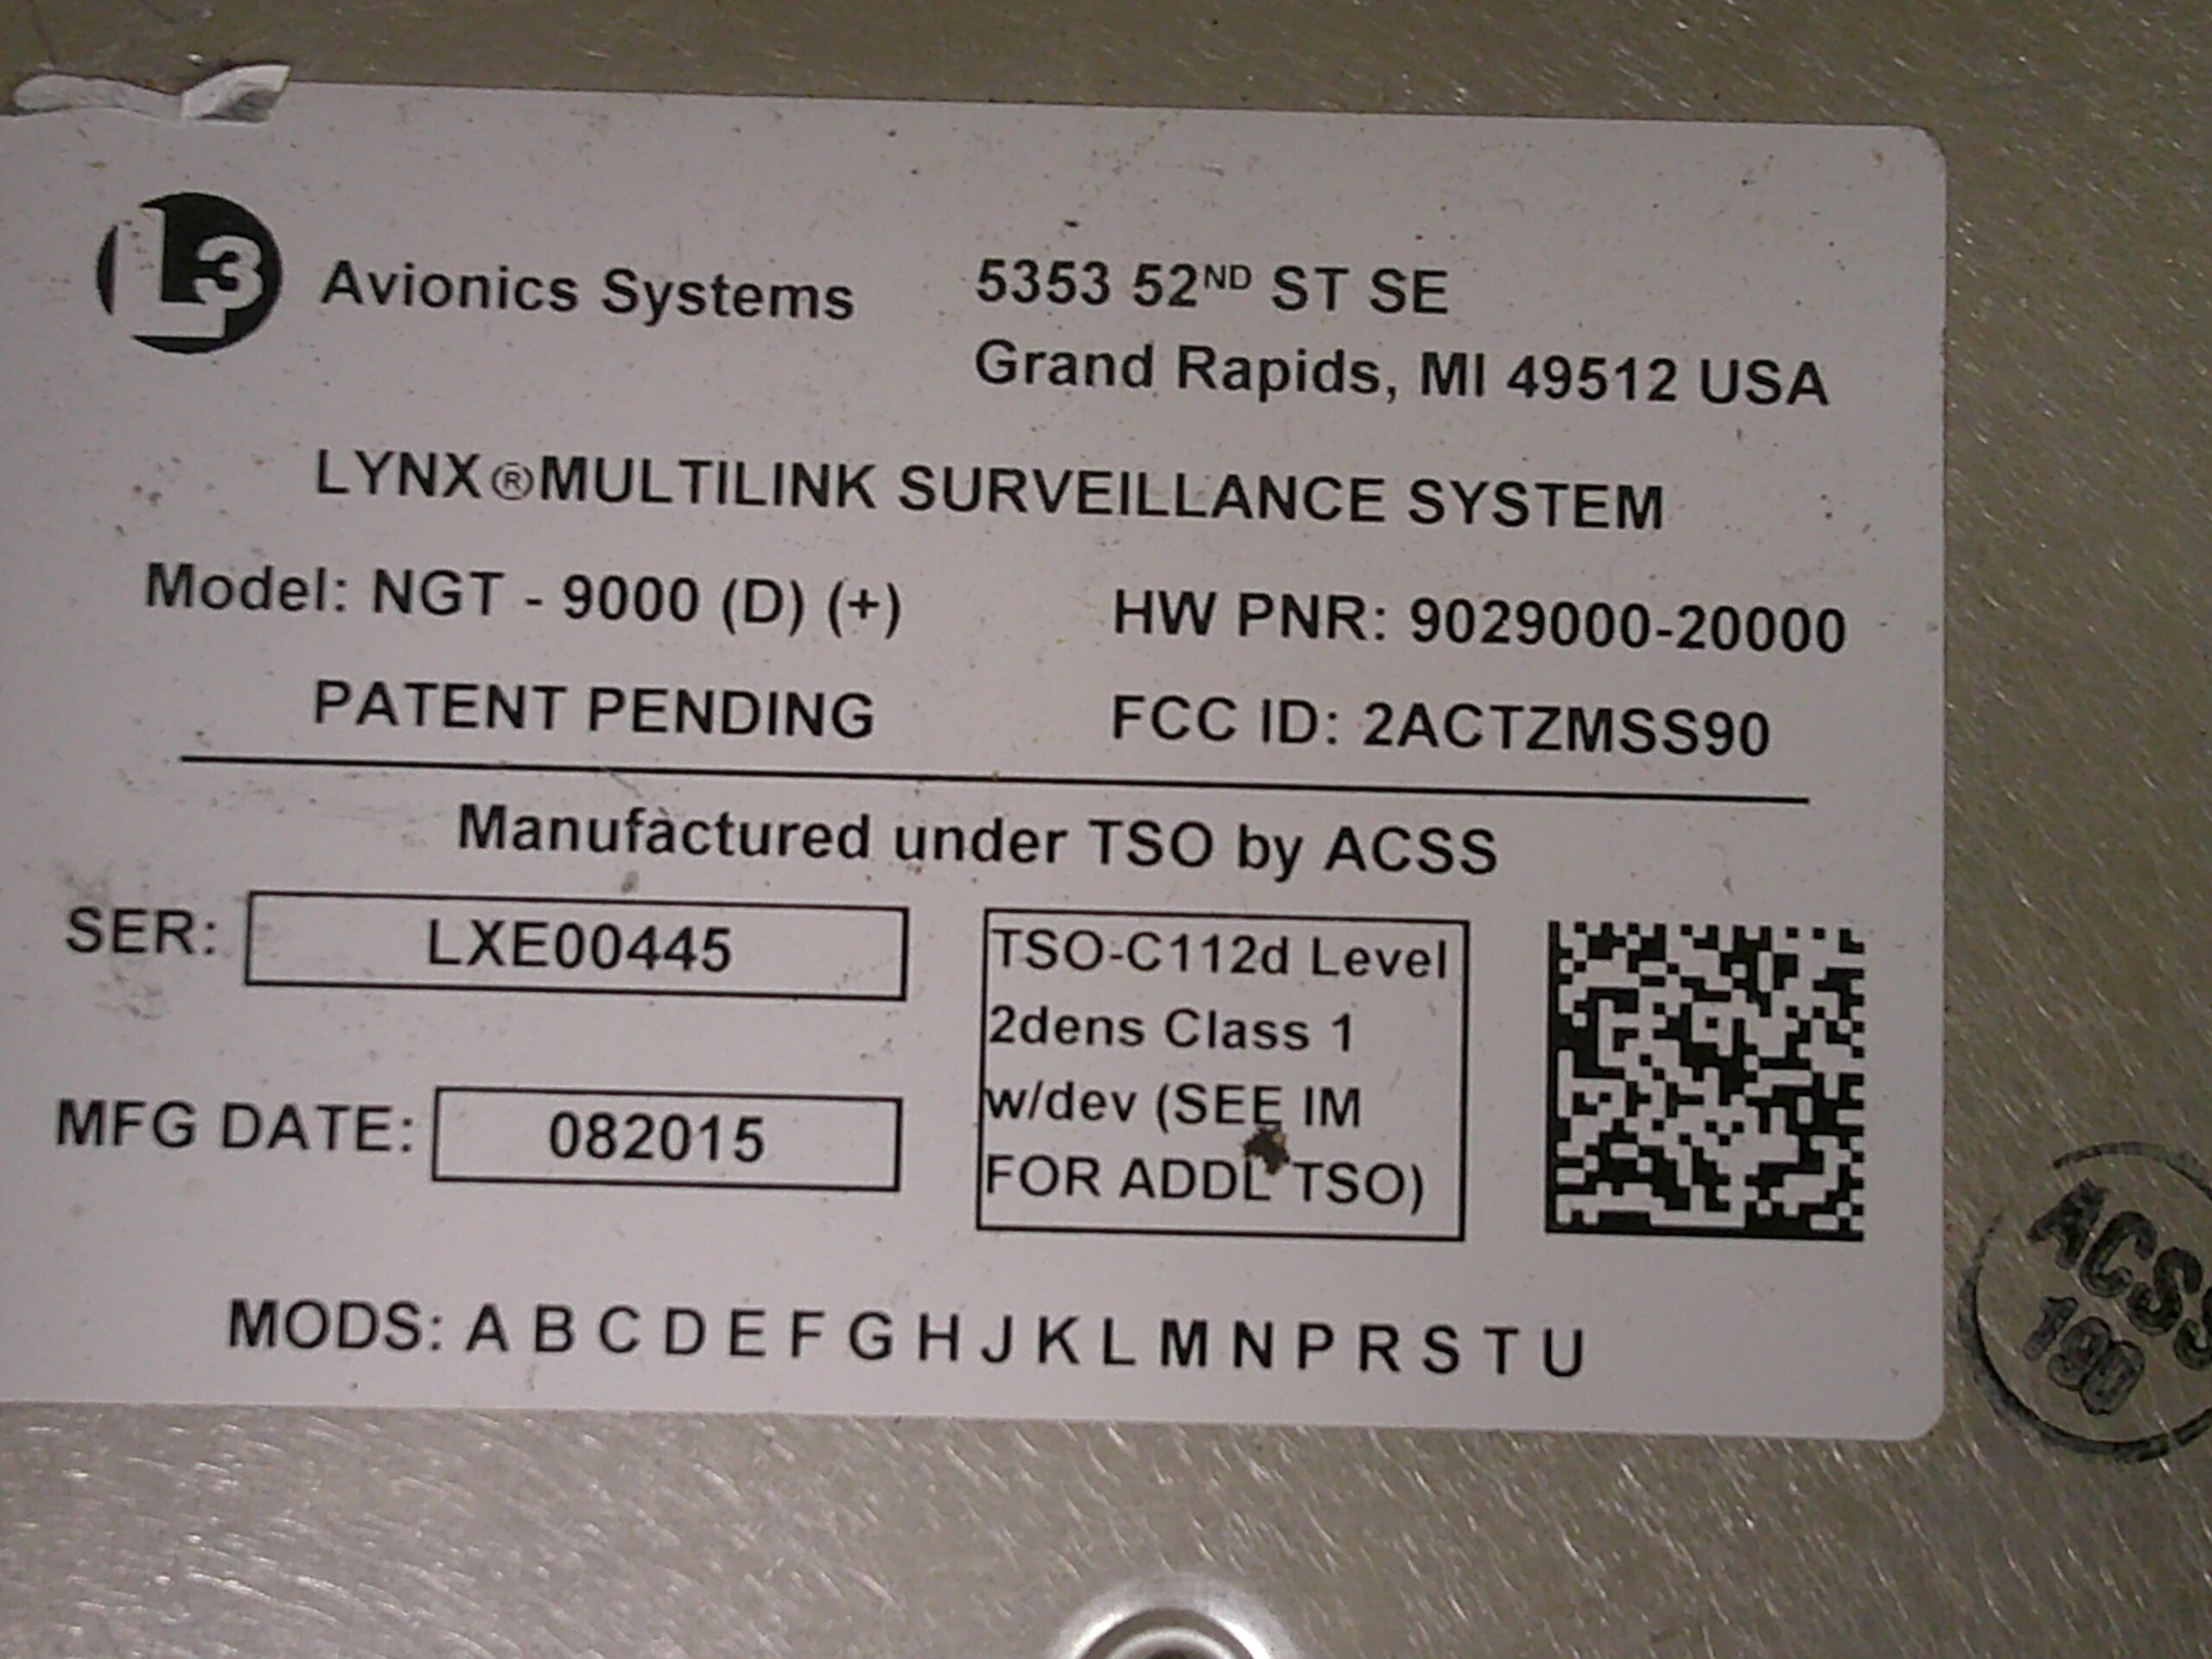 L3 Avionics Systems
5353 52ND ST SE
Grand Rapids, MI 49512 USA
LYNX®MULTILINK SURVEILLANCE SYSTEM
Model: NGT - 9000 (D) (+)
HW PNR: 9029000-20000
PATENT PENDING
FCC ID: 2ACTZMSS90
Manufactured under TSO by ACSS
SER: LXE00445
MFG DATE: 082015
TSO-C112d Level
2dens Class 1
w/dev (SEE IM
FOR ADDL TSO)
MODS: A B C D E F G H J K L M N P R S T U
ACSS
190